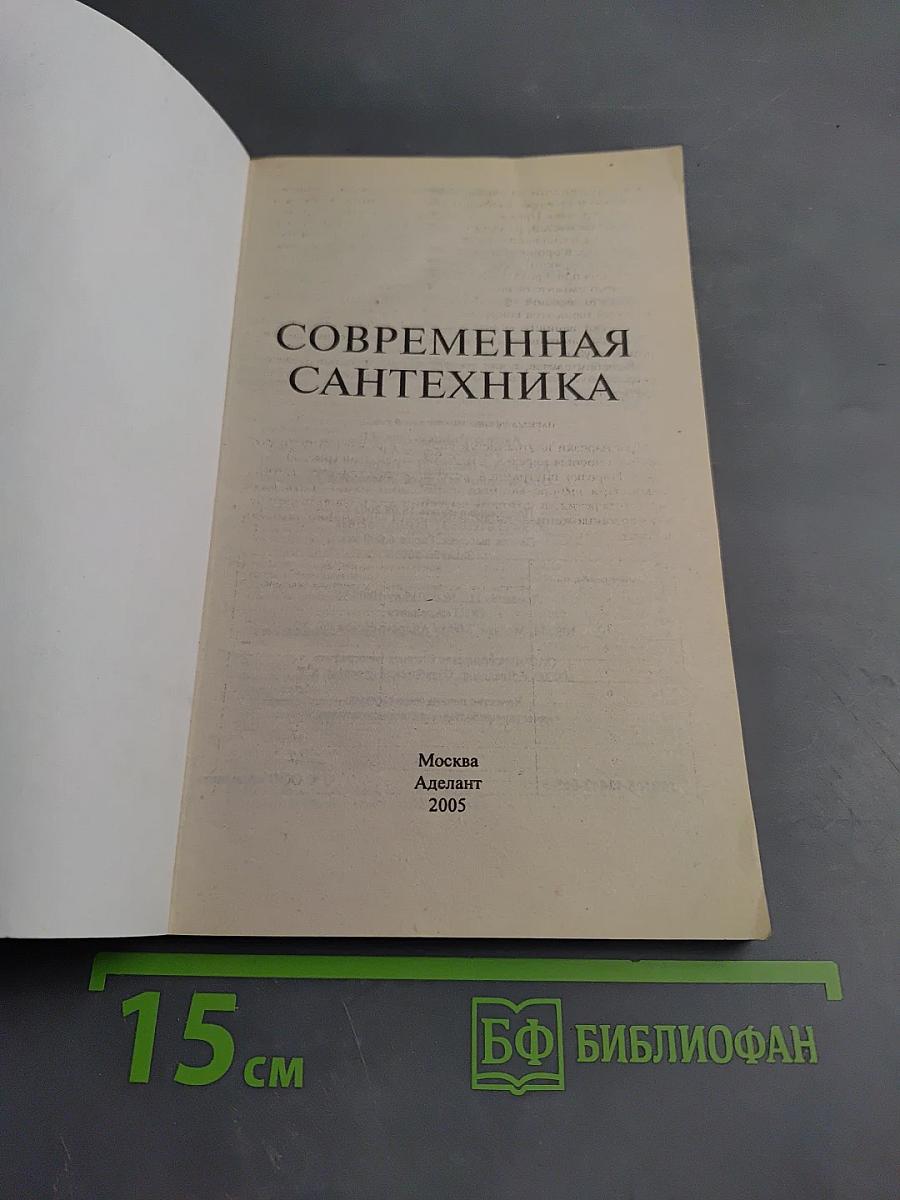 СОВРЕМЕННАЯ
САНТЕХНИКА
Москва
Аделант
2005
15 см
БФ БИБЛИОФАН